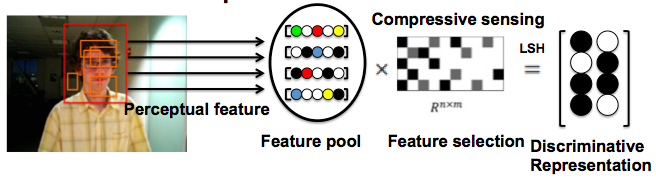 Compressive sensing
LSH
×
=
Perceptual feature
R^{n×m}
Feature pool
Feature selection
Discriminative
Representation